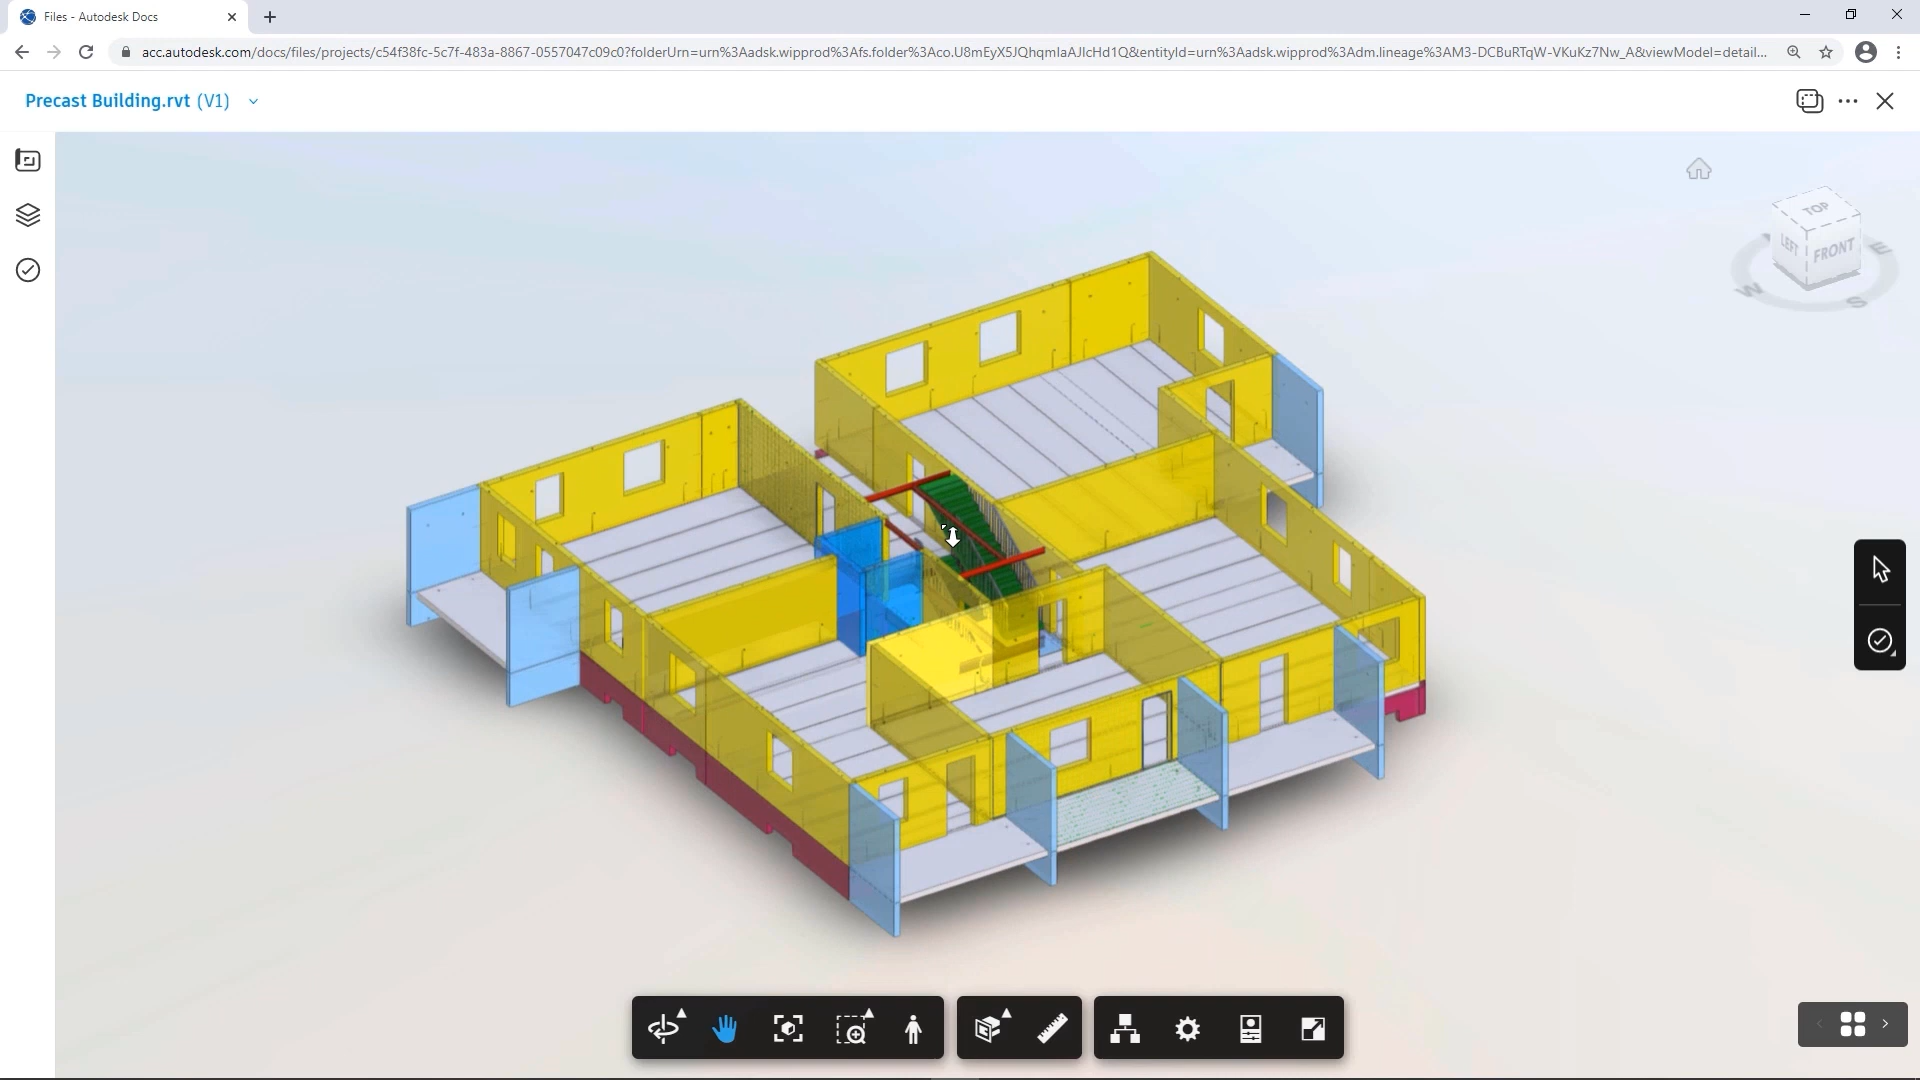 Files - Autodesk Docs
acc.autodesk.com/docs/files/projects/c54f38fc-5c7f-483a-8867-0557047c09c0?folderUrn=urn%3Aadsk.wipprod%3Afs.folder%3Aco.U8mEyX5JQhqmIaAJlcHd1Q&entityId=urn%3Aadsk.wipprod%3Adm.lineage%3AM3-DCBuRTqW-VKuKz7Nw_A&viewModel=detail...
Precast Building.rvt (V1)
TOP
LEFT
FRONT
E
W
S